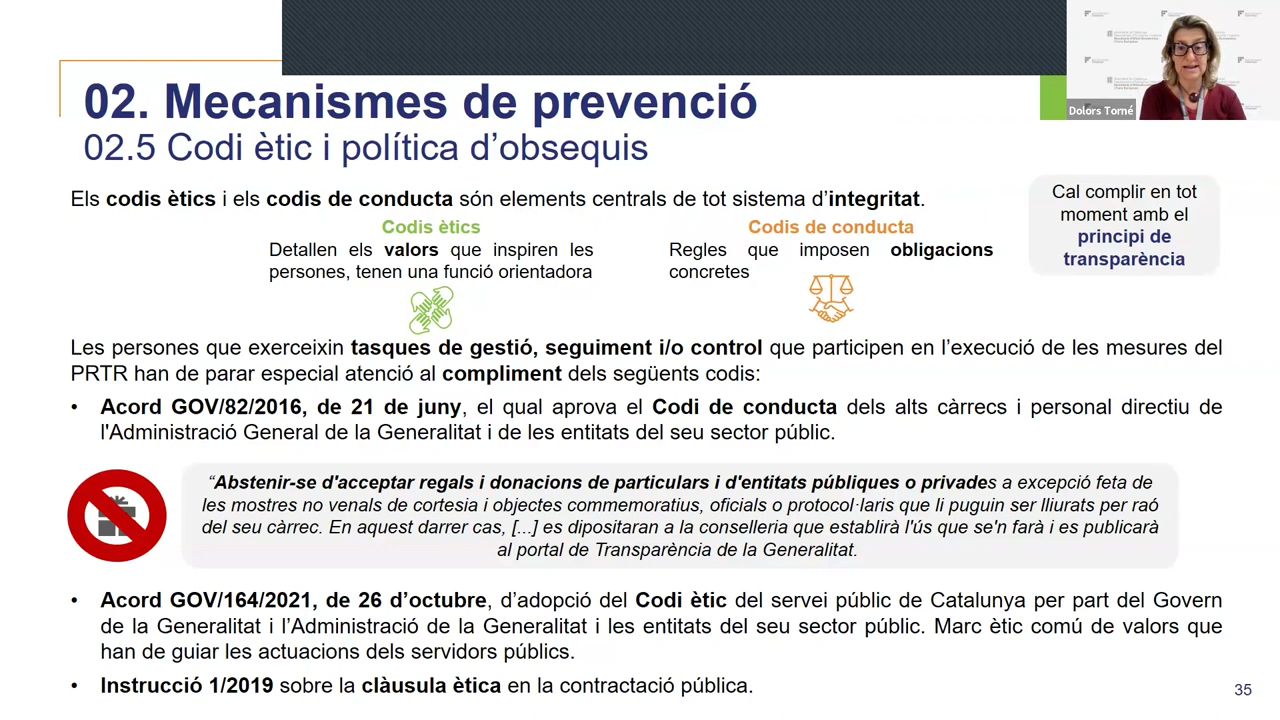 Dolors Torné
02. Mecanismes de prevenció
02.5 Codi ètic i política d’obsequis
Els codis ètics i els codis de conducta són elements centrals de tot sistema d’integritat.
Cal complir en tot
moment amb el
principi de
transparència
Codis ètics
Detallen els valors que inspiren les
persones, tenen una funció orientadora
Codis de conducta
Regles que imposen obligacions
concretes
Les persones que exerceixin tasques de gestió, seguiment i/o control que participen en l’execució de les mesures del
PRTR han de parar especial atenció al compliment dels següents codis:
• Acord GOV/82/2016, de 21 de juny, el qual aprova el Codi de conducta dels alts càrrecs i personal directiu de
l'Administració General de la Generalitat i de les entitats del seu sector públic.
“Abstenir-se d'acceptar regals i donacions de particulars i d'entitats públiques o privades a excepció feta de
les mostres no venals de cortesia i objectes commemoratius, oficials o protocol·laris que li puguin ser lliurats per raó
del seu càrrec. En aquest darrer cas, [...] es dipositaran a la conselleria que establirà l'ús que se'n farà i es publicarà
al portal de Transparència de la Generalitat.
• Acord GOV/164/2021, de 26 d’octubre, d’adopció del Codi ètic del servei públic de Catalunya per part del Govern
de la Generalitat i l’Administració de la Generalitat i les entitats del seu sector públic. Marc ètic comú de valors que
han de guiar les actuacions dels servidors públics.
• Instrucció 1/2019 sobre la clàusula ètica en la contractació pública.
35